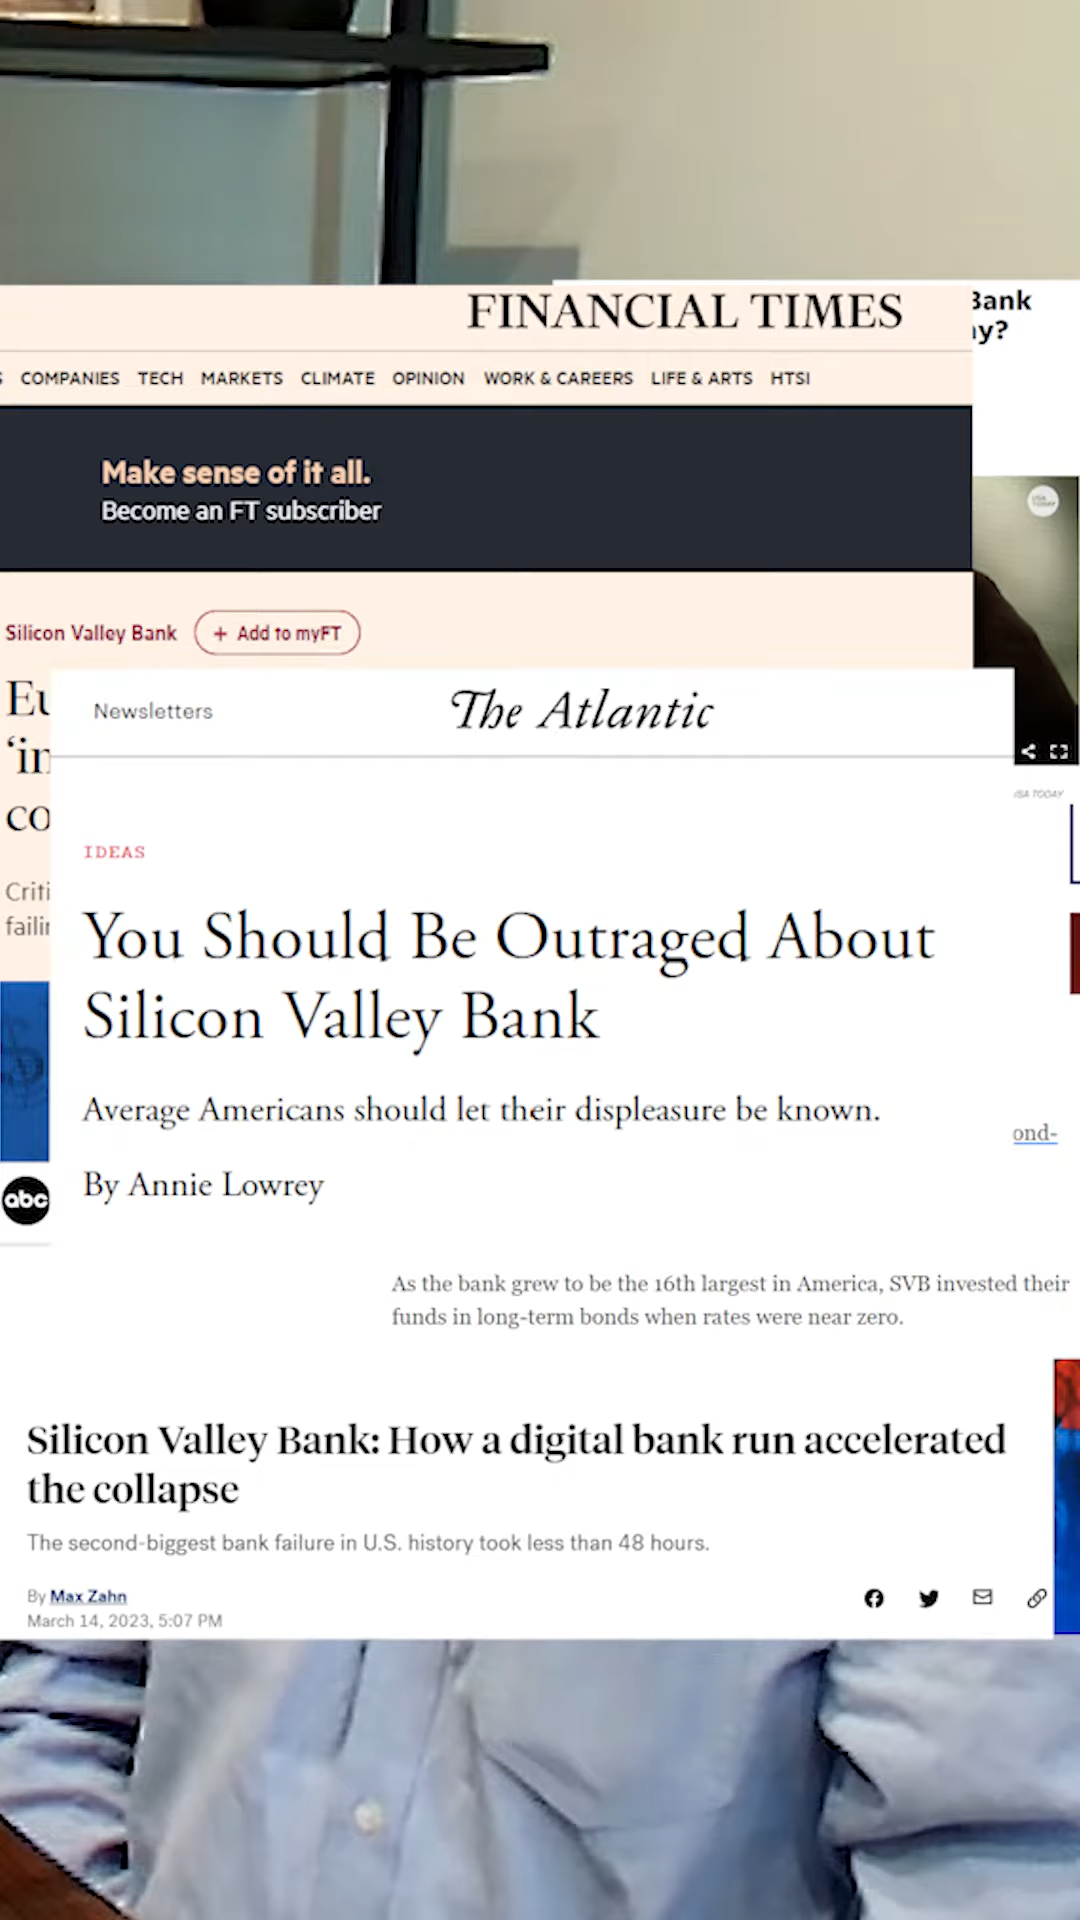 FINANCIAL TIMES
Bank
COMPANIES TECH MARKETS CLIMATE OPINION WORK & CAREERS LIFE & ARTS HTSI
Make sense of it all.
Become an FT subscriber
USA TODAY
Silicon Valley Bank + Add to myFT
Newsletters The Atlantic
IDEAS
You Should Be Outraged About
Silicon Valley Bank
Average Americans should let their displeasure be known.
ond-
By Annie Lowrey
abc
As the bank grew to be the 16th largest in America, SVB invested their
funds in long-term bonds when rates were near zero.
Silicon Valley Bank: How a digital bank run accelerated
the collapse
The second-biggest bank failure in U.S. history took less than 48 hours.
By Max Zahn
March 14, 2023, 5:07 PM